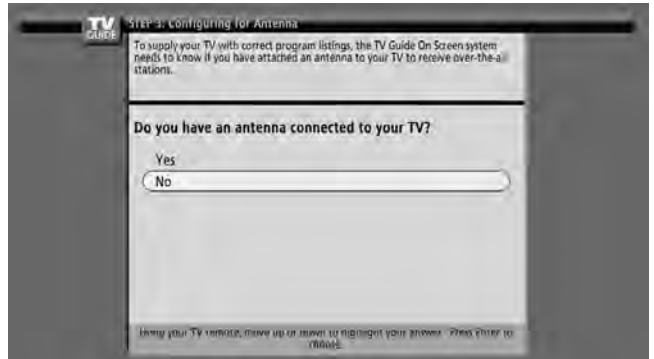 TV
GUIDE
STEP 3: Configuring for Antenna
To supply your TV with correct program listings, the TV Guide On Screen system
needs to know if you have attached an antenna to your TV to receive over-the-a
stations.
Do you have an antenna connected to your TV?
Yes
No
Using your TV remote, move up or down to highlight your answer. Press Enter to